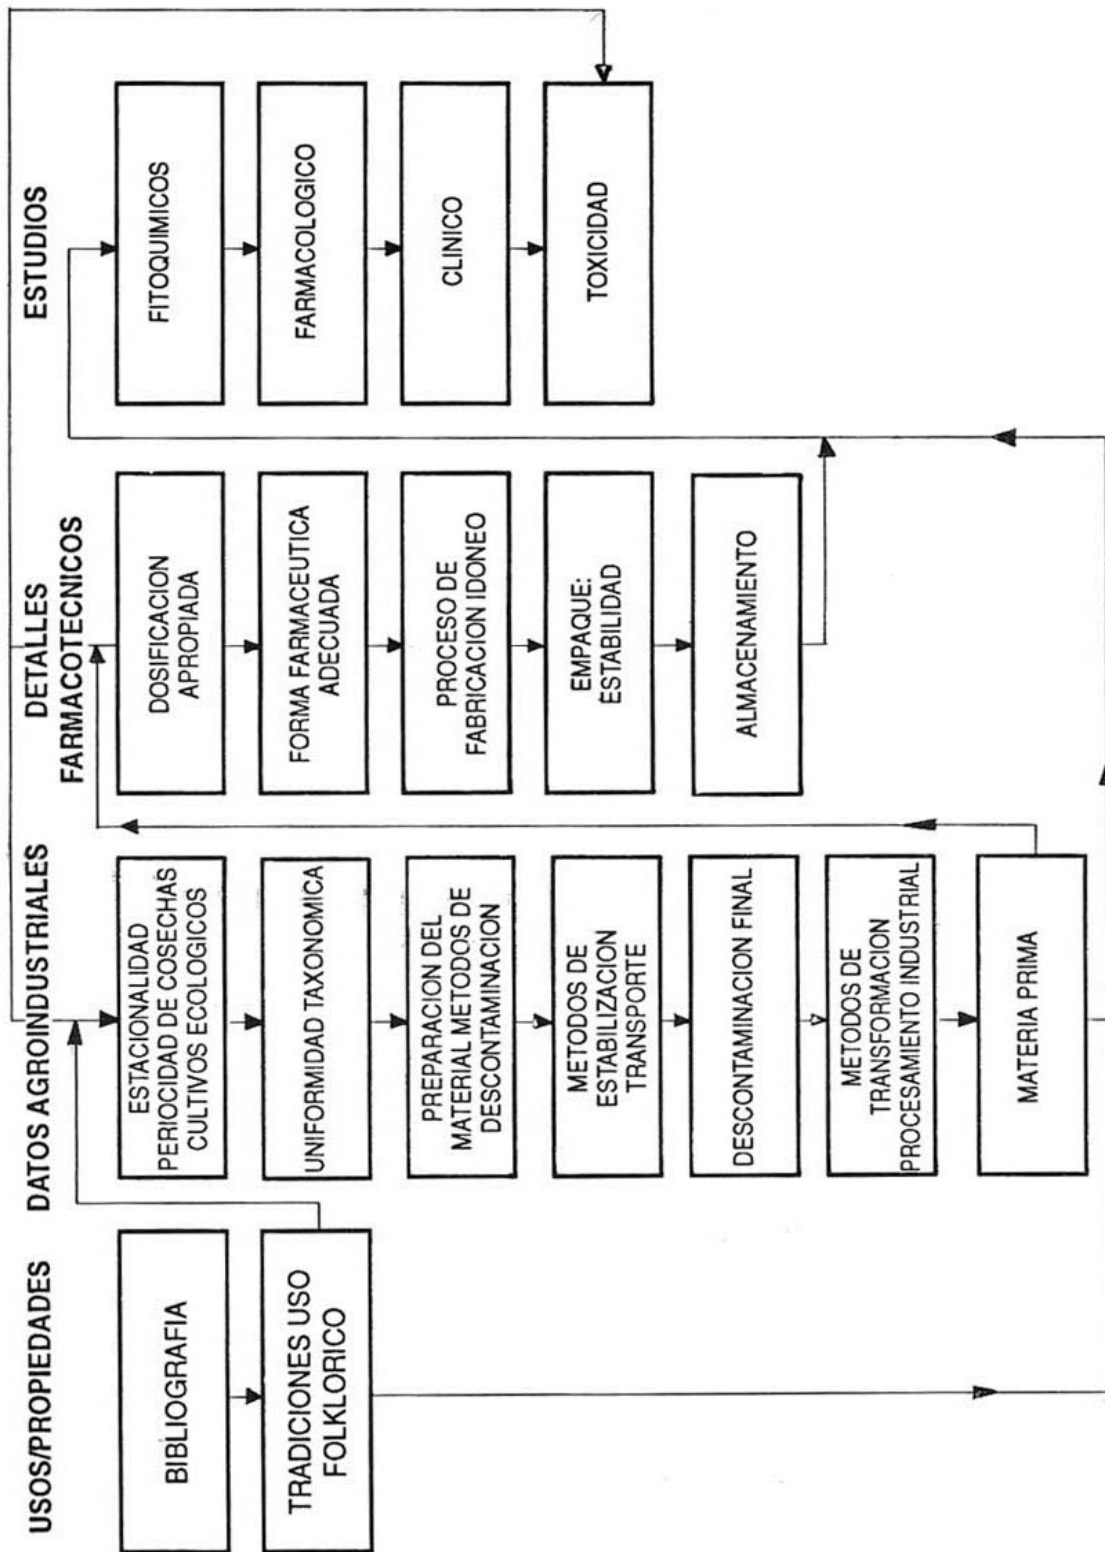 USOS/PROPIEDADES
BIBLIOGRAFIA
TRADICIONES USO
FOLKLORICO
DATOS AGROINDUSTRIALES
ESTACIONALIDAD
PERIOCIDAD DE COSECHAS
CULTIVOS ECOLOGICOS
UNIFORMIDAD TAXONOMICA
PREPARACION DEL
MATERIAL METODOS DE
DESCONTAMINACION
METODOS DE
ESTABILIZACION
TRANSPORTE
DESCONTAMINACION FINAL
METODOS DE
TRANSFORMACION
PROCESAMIENTO INDUSTRIAL
MATERIA PRIMA
DETALLES
FARMACOTECNICOS
DOSIFICACION
APROPIADA
FORMA FARMACEUTICA
ADECUADA
PROCESO DE
FABRICACION IDONEO
EMPAQUE:
ESTABILIDAD
ALMACENAMIENTO
ESTUDIOS
FITOQUIMICOS
FARMACOLOGICO
CLINICO
TOXICIDAD